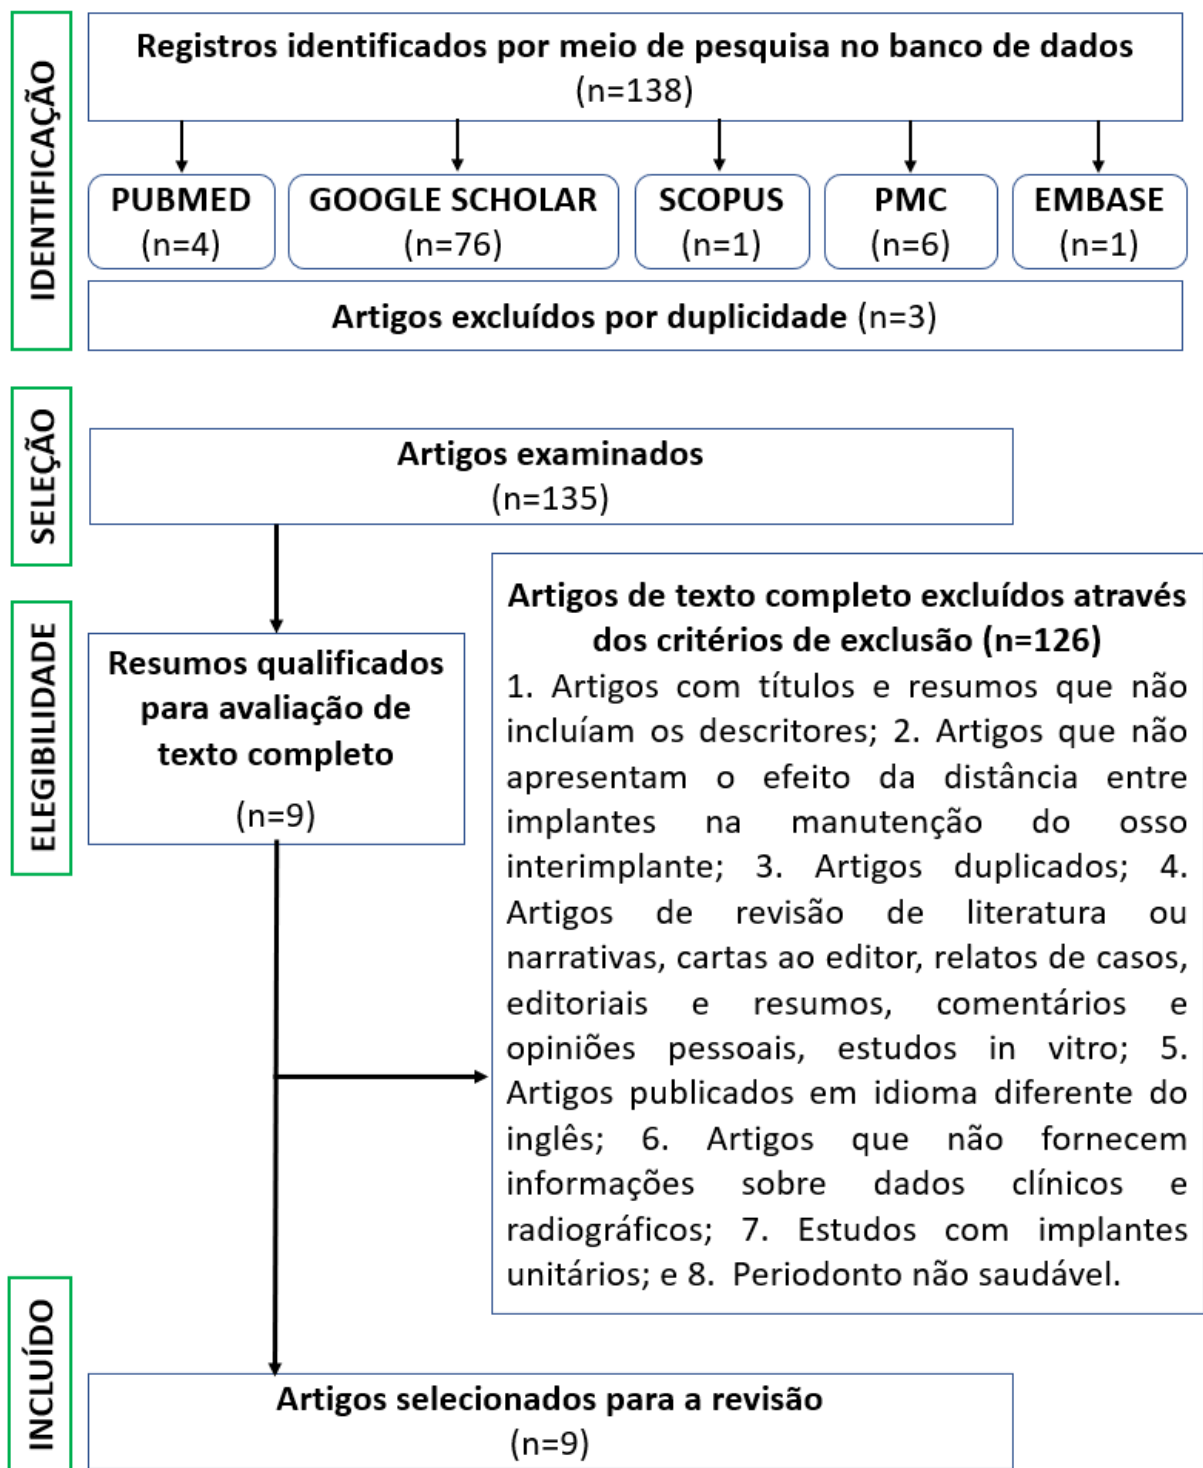 IDENTIFICAÇÃO
Registros identificados por meio de pesquisa no banco de dados
(n=138)
PUBMED
(n=4)
GOOGLE SCHOLAR
(n=76)
SCOPUS
(n=1)
PMC
(n=6)
EMBASE
(n=1)
Artigos excluídos por duplicidade (n=3)
SELEÇÃO
Artigos examinados
(n=135)
ELEGIBILIDADE
Resumos qualificados
para avaliação de
texto completo
(n=9)
Artigos de texto completo excluídos através
dos critérios de exclusão (n=126)
1. Artigos com títulos e resumos que não
incluíam os descritores; 2. Artigos que não
apresentam o efeito da distância entre
implantes na manutenção do osso
interimplante; 3. Artigos duplicados; 4.
Artigos de revisão de literatura ou
narrativas, cartas ao editor, relatos de casos,
editoriais e resumos, comentários e
opiniões pessoais, estudos in vitro; 5.
Artigos publicados em idioma diferente do
inglês; 6. Artigos que não fornecem
informações sobre dados clínicos e
radiográficos; 7. Estudos com implantes
unitários; e 8. Periodonto não saudável.
INCLUÍDO
Artigos selecionados para a revisão
(n=9)